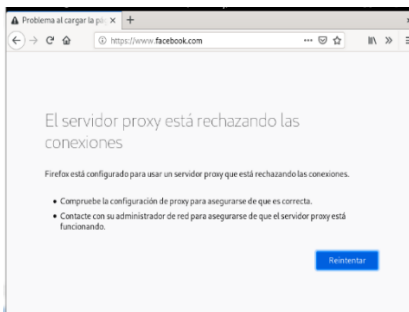 Problema al cargar la pá
https://www.facebook.com
El servidor proxy está rechazando las
conexiones
Firefox está configurado para usar un servidor proxy que está rechazando las conexiones.
• Compruebe la configuración de proxy para asegurarse de que es correcta.
• Contacte con su administrador de red para asegurarse de que el servidor proxy está
funcionando.
Reintentar